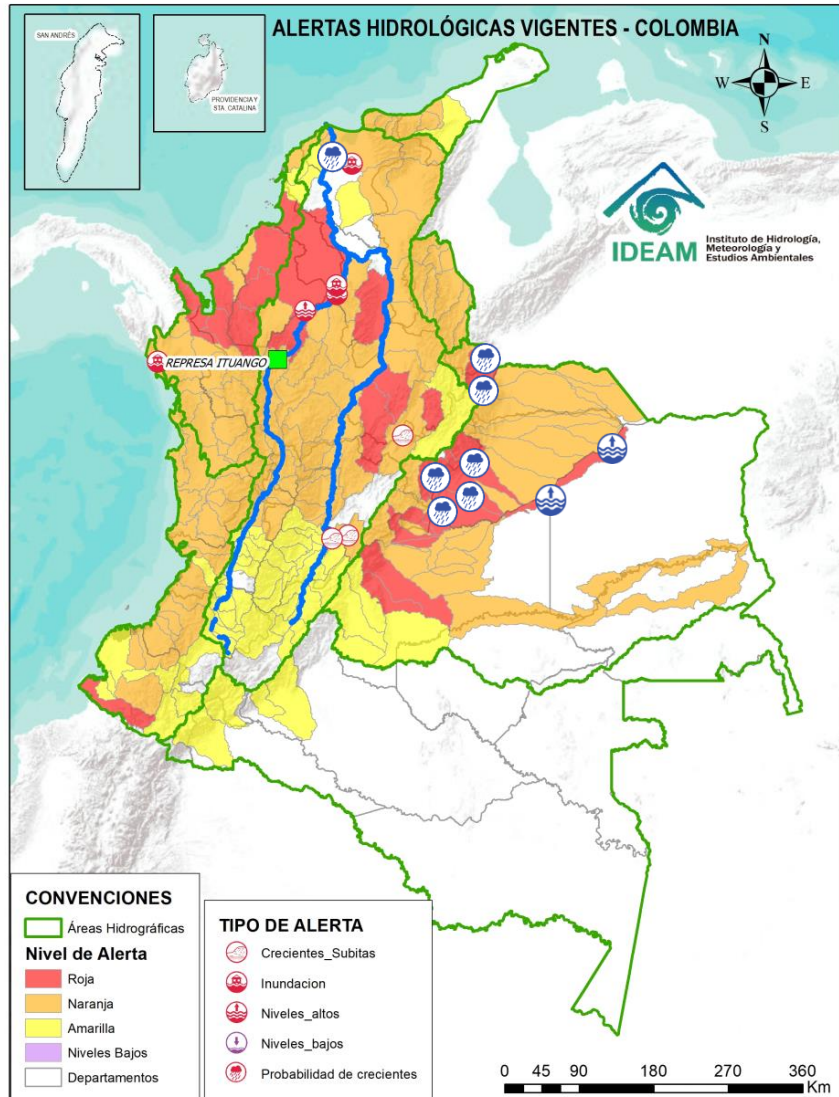 ALERTAS HIDROLÓGICAS VIGENTES - COLOMBIA
SAN ANDRÉS
PROVIDENCIA Y
STA. CATALINA
N
W
E
S
IDEAM
Instituto de Hidrología,
Meteorología y
Estudios Ambientales
REPRESA ITUANGO
CONVENCIONES
Áreas Hidrográficas
Nivel de Alerta
Roja
Naranja
Amarilla
Niveles Bajos
Departamentos
TIPO DE ALERTA
Crecientes_Subitas
Inundacion
Niveles_altos
Niveles_bajos
Probabilidad de crecientes
0 45 90 180 270 360
Km